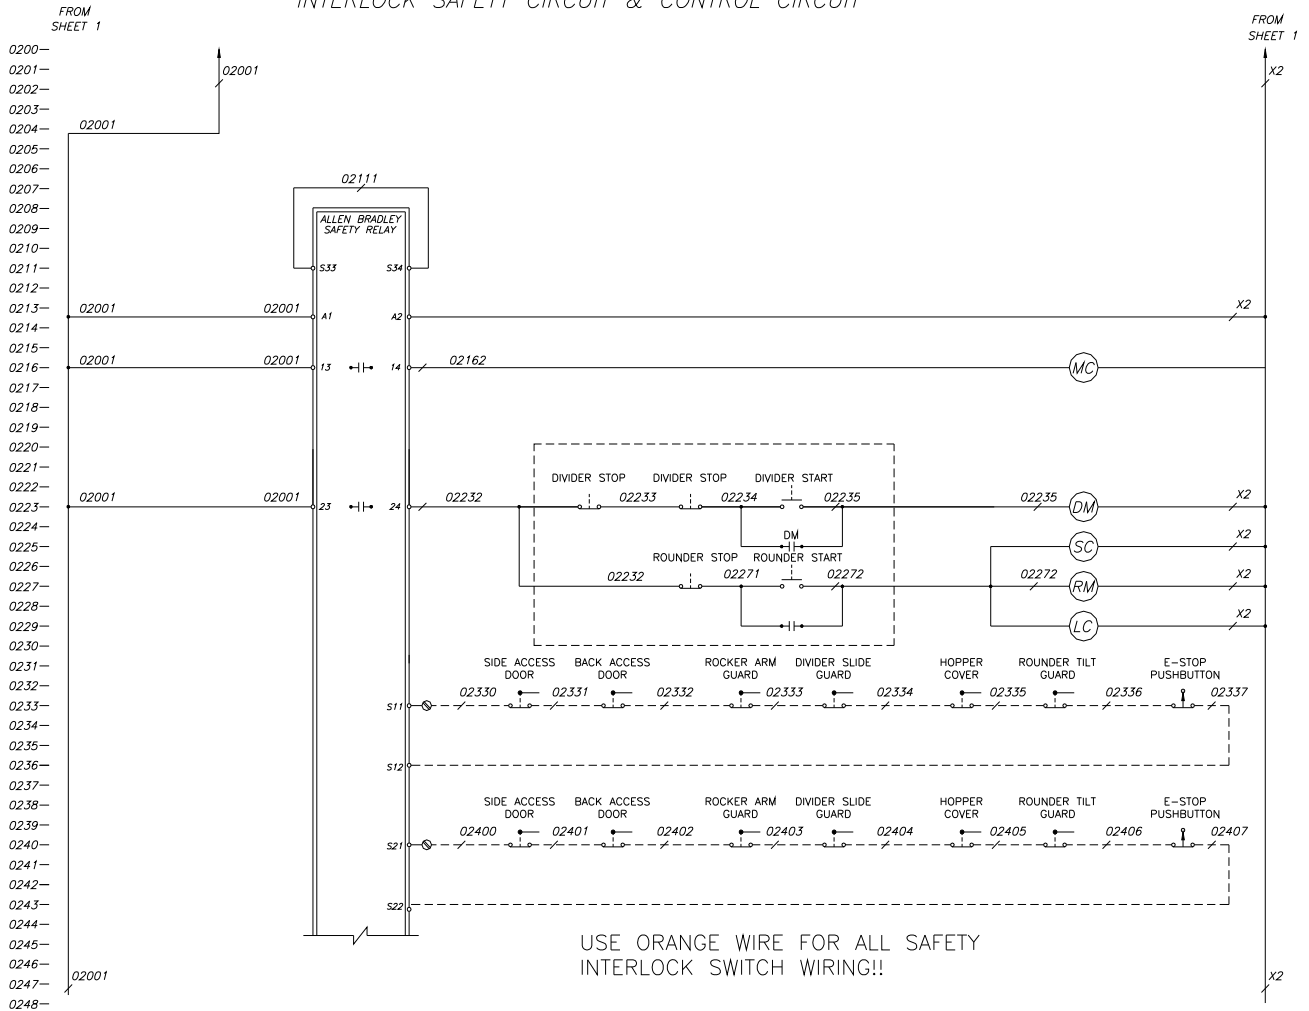 INTERLOCK SAFETY CIRCUIT & CONTROL CIRCUIT
FROM
SHEET 1
FROM
SHEET 1
0200
0201
02001
X2
0202
0203
0204
02001
0205
0206
0207
02111
0208
0209
ALLEN BRADLEY
SAFETY RELAY
0210
0211
S33 S34
0212
0213
02001 02001 A1 A2 X2
0214
0215
0216
02001 02001 13 14 02162 MC
0217
0218
0219
0220
0221
0222
DIVIDER STOP DIVIDER STOP DIVIDER START
0223
02001 02001 23 24 02232 02233 02234 02235 02235 DM X2
0224
0225
DM SC X2
0226
ROUNDER STOP ROUNDER START
0227
02232 02271 02272 02272 RM X2
0228
0229
LC X2
0230
0231
SIDE ACCESS
DOOR
BACK ACCESS
DOOR
ROCKER ARM
GUARD
DIVIDER SLIDE
GUARD
HOPPER
COVER
ROUNDER TILT
GUARD
E-STOP
PUSHBUTTON
0232
0233
S11 02330 02331 02332 02333 02334 02335 02336 02337
0234
0235
0236
S12
0237
0238
SIDE ACCESS
DOOR
BACK ACCESS
DOOR
ROCKER ARM
GUARD
DIVIDER SLIDE
GUARD
HOPPER
COVER
ROUNDER TILT
GUARD
E-STOP
PUSHBUTTON
0239
0240
S21 02400 02401 02402 02403 02404 02405 02406 02407
0241
0242
0243
S22
0244
0245
0246
0247
0248
USE ORANGE WIRE FOR ALL SAFETY
INTERLOCK SWITCH WIRING!!
02001
X2